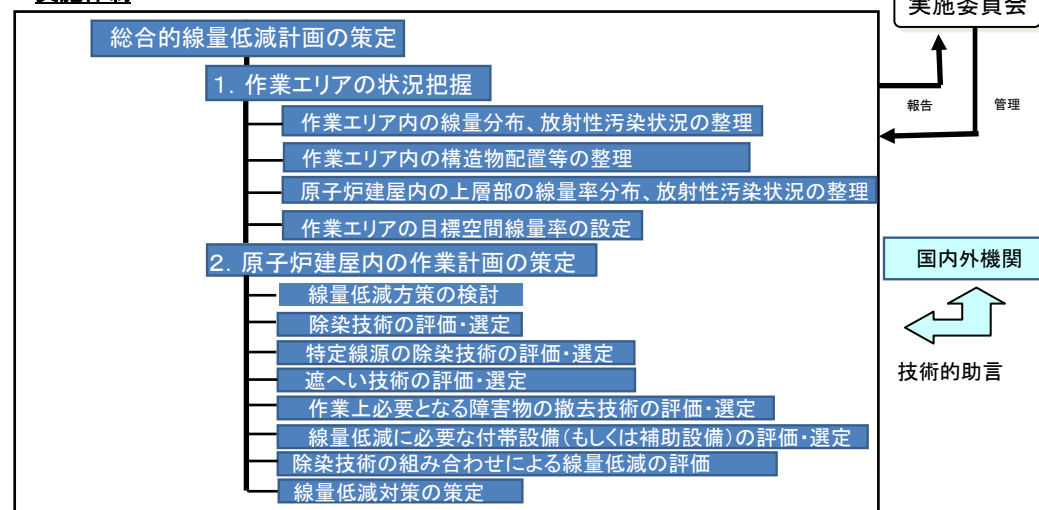 実施体制
実施委員会
総合的線量低減計画の策定
１．作業エリアの状況把握
作業エリア内の線量分布、放射性汚染状況の整理
作業エリア内の構造物配置等の整理
原子炉建屋内の上層部の線量率分布、放射性汚染状況の整理
作業エリアの目標空間線量率の設定
２．原子炉建屋内の作業計画の策定
線量低減方策の検討
除染技術の評価・選定
特定線源の除染技術の評価・選定
遮へい技術の評価・選定
作業上必要となる障害物の撤去技術の評価・選定
線量低減に必要な付帯設備（もしくは補助設備）の評価・選定
除染技術の組み合わせによる線量低減の評価
線量低減対策の策定
報告
管理
国内外機関
技術的助言